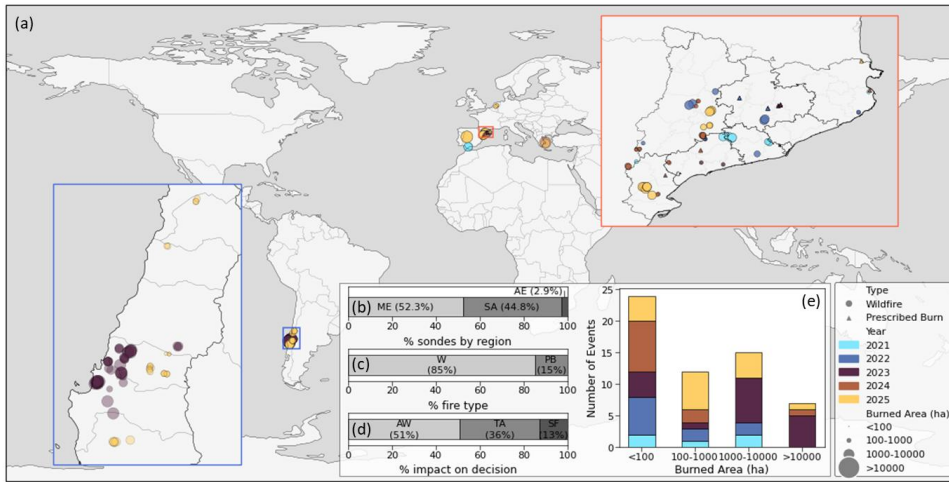 (a)
AE (2.9%)
(b)
ME (52.3%)
SA (44.8%)
0
20
40
60
80
100
% sondes by region
(c)
W
(85%)
PB
(15%)
0
20
40
60
80
100
% fire type
(d)
AW
(51%)
TA
(36%)
SF
(13%)
0
20
40
60
80
100
% impact on decision
(e)
Number of Events
25
20
15
10
5
0
<100
100-1000
1000-10000
>10000
Burned Area (ha)
Type
Wildfire
Prescribed Burn
Year
2021
2022
2023
2024
2025
Burned Area (ha)
<100
100-1000
1000-10000
>10000